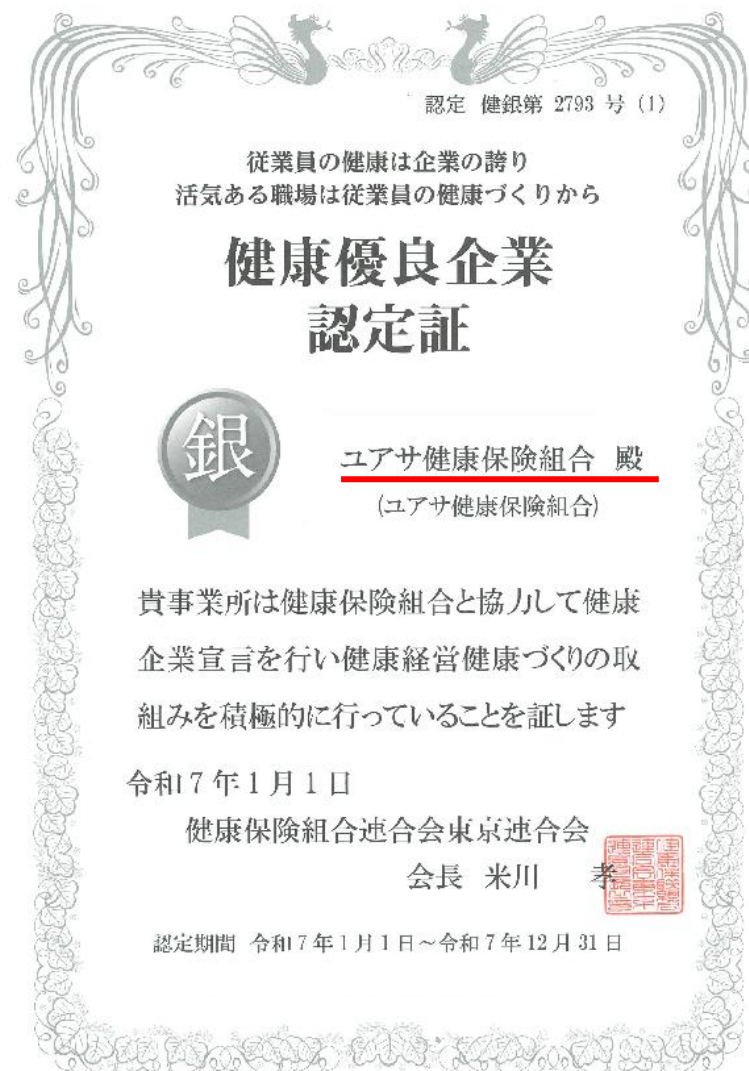 認定 健銀第 2793 号 (1)
従業員の健康は企業の誇り
活気ある職場は従業員の健康づくりから
健康優良企業
認定証
銀
ユアサ健康保険組合 殿
(ユアサ健康保険組合)
貴事業所は健康保険組合と協力して健康
企業宣言を行い健康経営健康づくりの取
組みを積極的に行っていることを証します
令和7年1月1日
健康保険組合連合会東京連合会
会長 米川 孝
認定期間 令和7年1月1日～令和7年12月31日